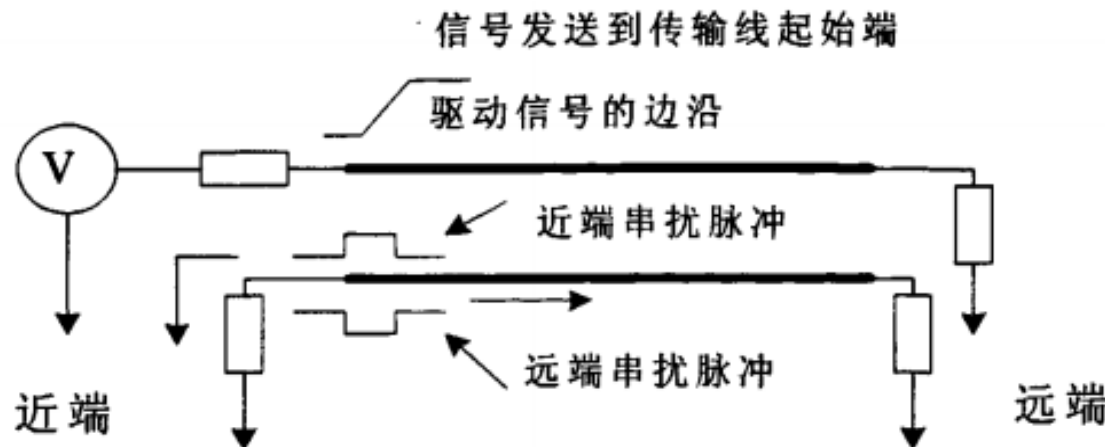 信号发送到传输线起始端
驱动信号的边沿
V
近端串扰脉冲
远端串扰脉冲
近端
远端